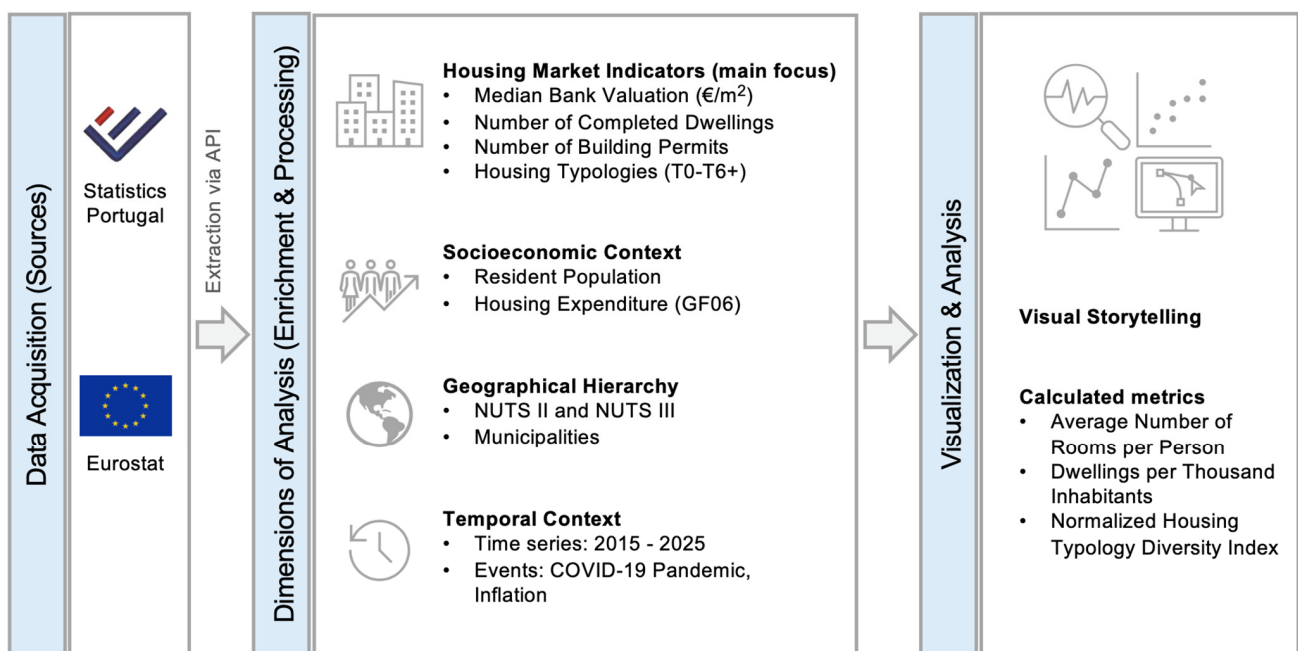 Data Acquisition (Sources)
Statistics
Portugal
Eurostat
Extraction via API
Dimensions of Analysis (Enrichment & Processing)
Housing Market Indicators (main focus)
• Median Bank Valuation (€/m²)
• Number of Completed Dwellings
• Number of Building Permits
• Housing Typologies (T0-T6+)
Socioeconomic Context
• Resident Population
• Housing Expenditure (GF06)
Geographical Hierarchy
• NUTS II and NUTS III
• Municipalities
Temporal Context
• Time series: 2015 - 2025
• Events: COVID-19 Pandemic,
Inflation
Visualization & Analysis
Visual Storytelling
Calculated metrics
• Average Number of
Rooms per Person
• Dwellings per Thousand
Inhabitants
• Normalized Housing
Typology Diversity Index